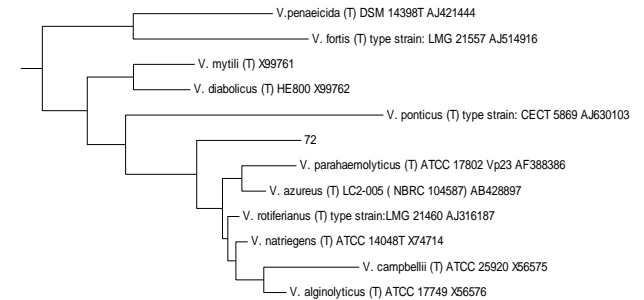 V.penaeicida (T) DSM 14398T AJ421444
V. fortis (T) type strain: LMG 21557 AJ514916
V. mytili (T) X99761
V. diabolicus (T) HE800 X99762
V. ponticus (T) type strain: CECT 5869 AJ630103
72
V. parahaemolyticus (T) ATCC 17802 Vp23 AF388386
V. azureus (T) LC2-005 ( NBRC 104587) AB428897
V. rotiferianus (T) type strain:LMG 21460 AJ316187
V. natriegens (T) ATCC 14048T X74714
V. campbellii (T) ATCC 25920 X56575
V. alginolyticus (T) ATCC 17749 X56576